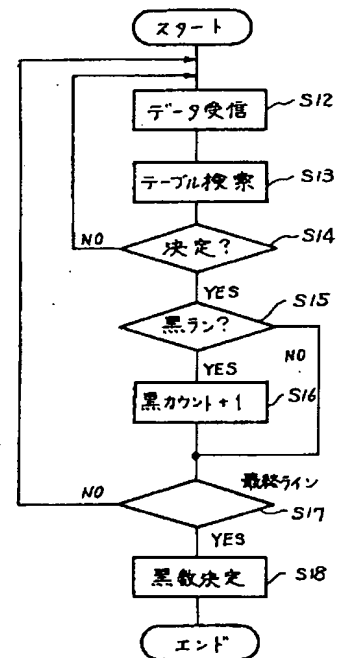 スタート
データ受信
S12
テーブル検索
S13
決定?
S14
NO
YES
黒ラン?
S15
NO
YES
黒カウント+1
S16
最終ライン
S17
NO
YES
黒数決定
S18
エンド